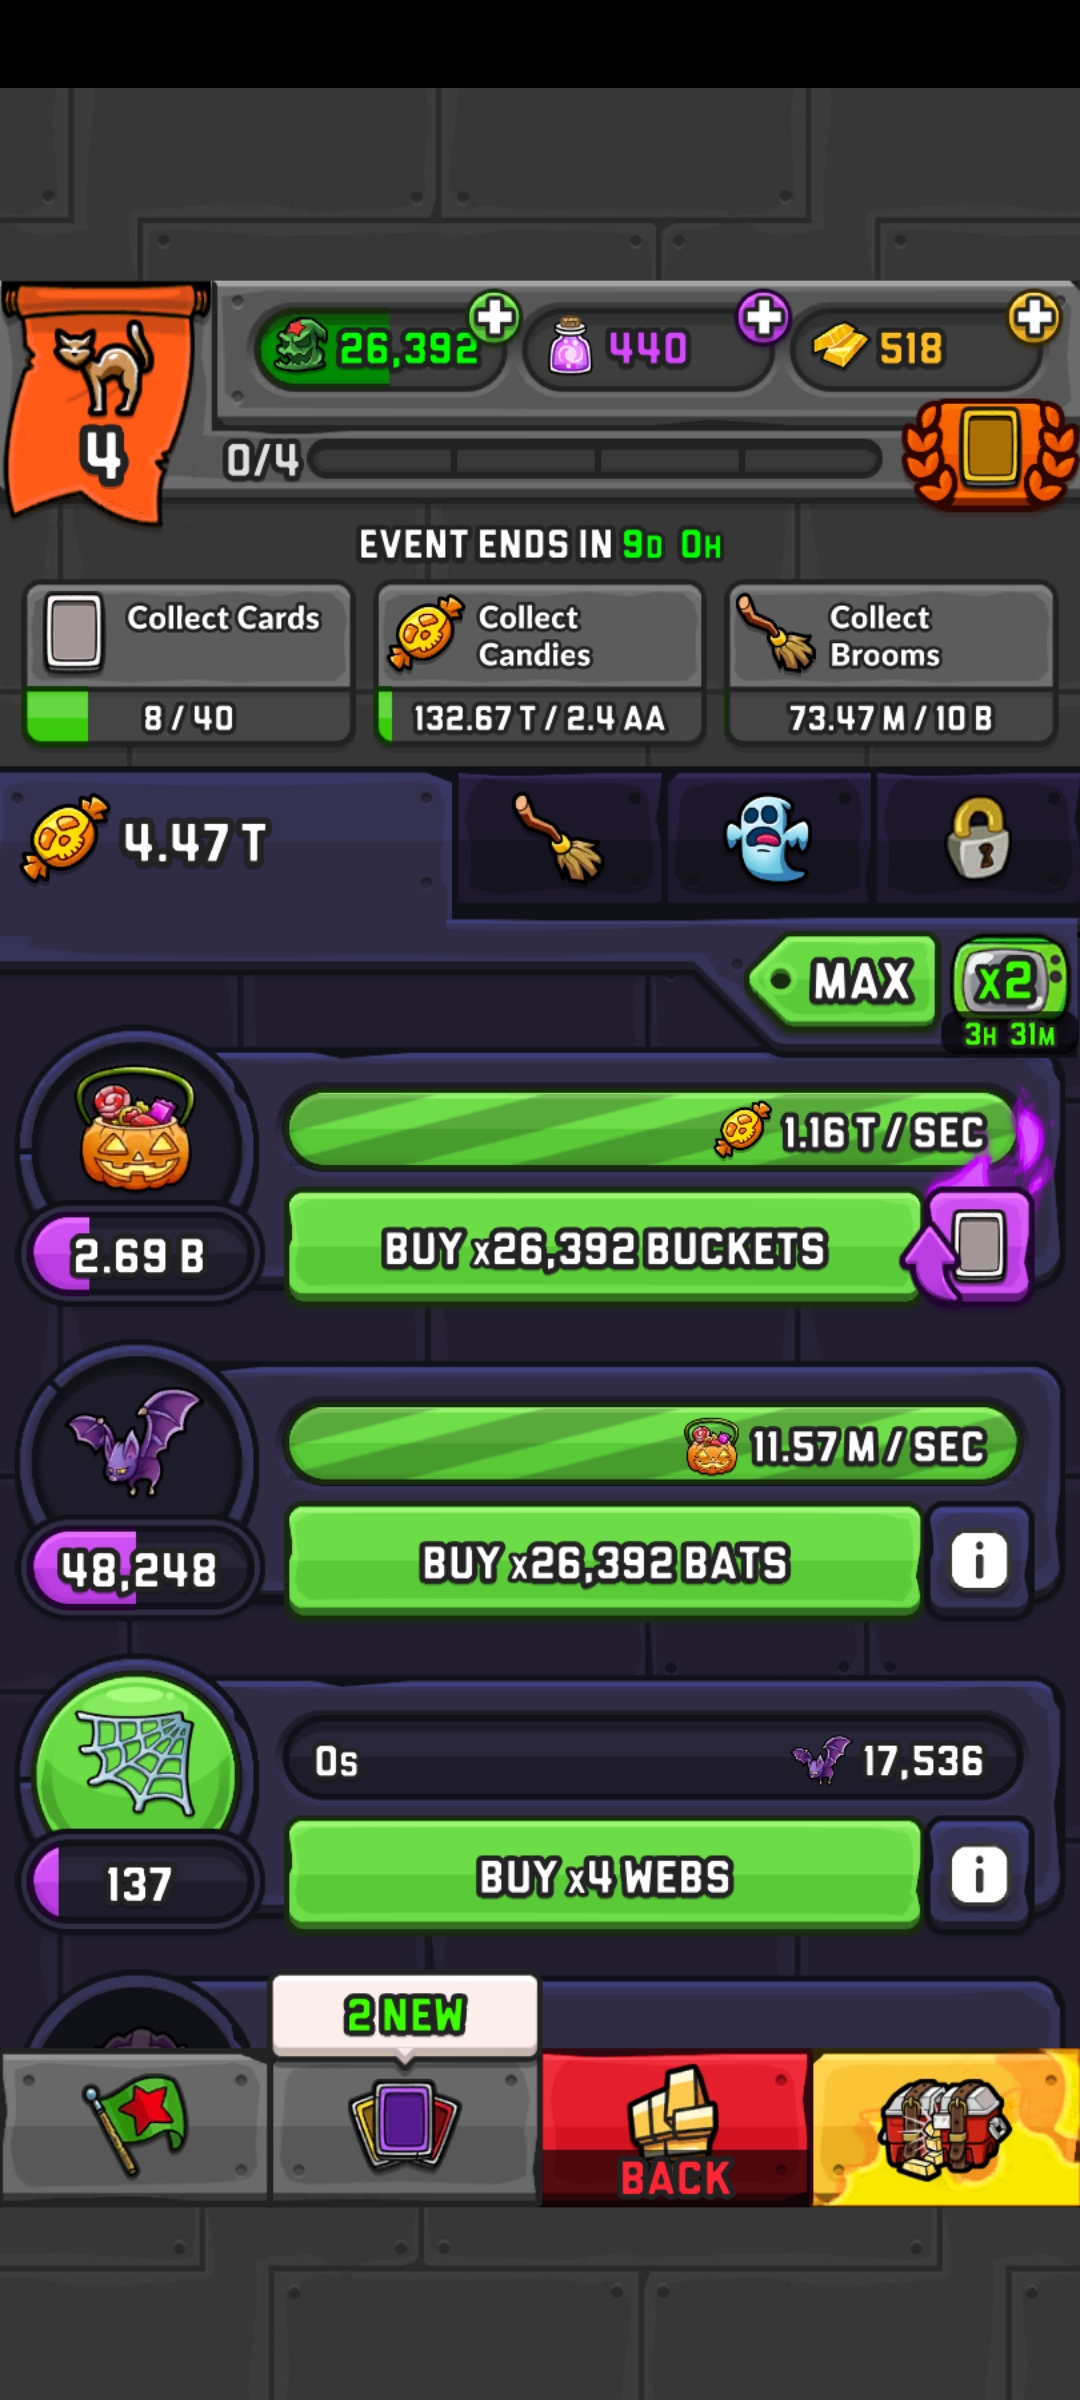 26,392
440
518
4
0/4
EVENT ENDS IN 9D 0H
Collect Cards
8 / 40
Collect
Candies
132.67 T / 2.4 AA
Collect
Brooms
73.47 M / 10 B
4.47 T
MAX
x2
3H 31M
1.16 T / SEC
2.69 B
BUY x26,392 BUCKETS
11.57 M / SEC
48,248
BUY x26,392 BATS
i
0s
17,536
137
BUY x4 WEBS
i
2 NEW
BACK